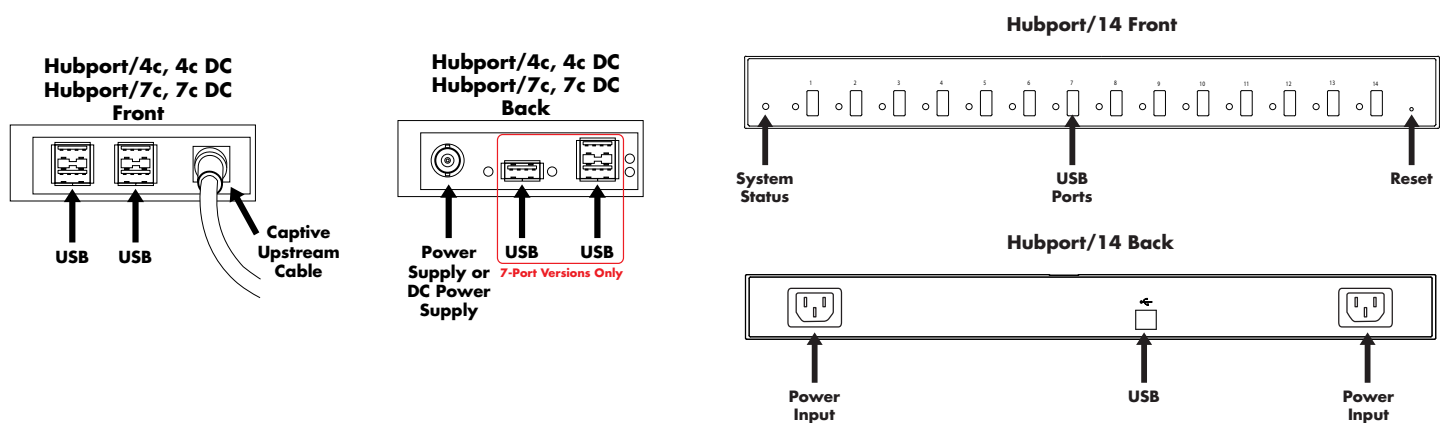 Hubport/4c, 4c DC
Hubport/7c, 7c DC
Front
USB
USB
Captive
Upstream
Cable
Hubport/4c, 4c DC
Hubport/7c, 7c DC
Back
Power
Supply or
DC Power
Supply
USB
USB
7-Port Versions Only
Hubport/14 Front
1 2 3 4 5 6 7 8 9 10 11 12 13 14
System
Status
USB
Ports
Reset
Hubport/14 Back
Power
Input
USB
Power
Input